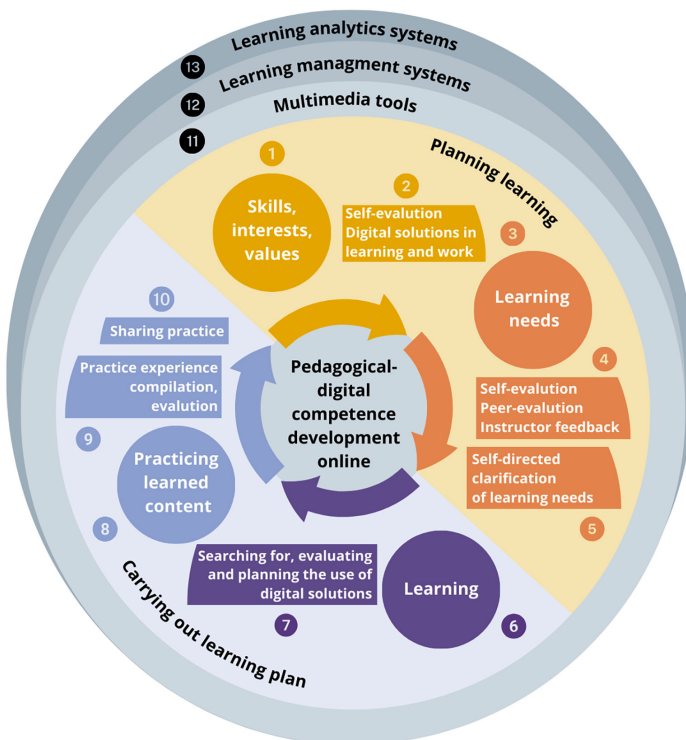 Learning analytics systems
13
Learning managment systems
12
Multimedia tools
11
Planning learning
1
Skills,
interests,
values
2
Self-evaluation
Digital solutions in
learning and work
3
Learning
needs
4
Self-evaluation
Peer-evaluation
Instructor feedback
Self-directed
clarification
of learning needs
5
Pedagogical-
digital
competence
development
online
10
Sharing practice
Practice experience
compilation,
evalution
9
Practicing
learned
content
8
Searching for, evaluating
and planning the use of
digital solutions
7
Learning
6
Carrying out learning plan